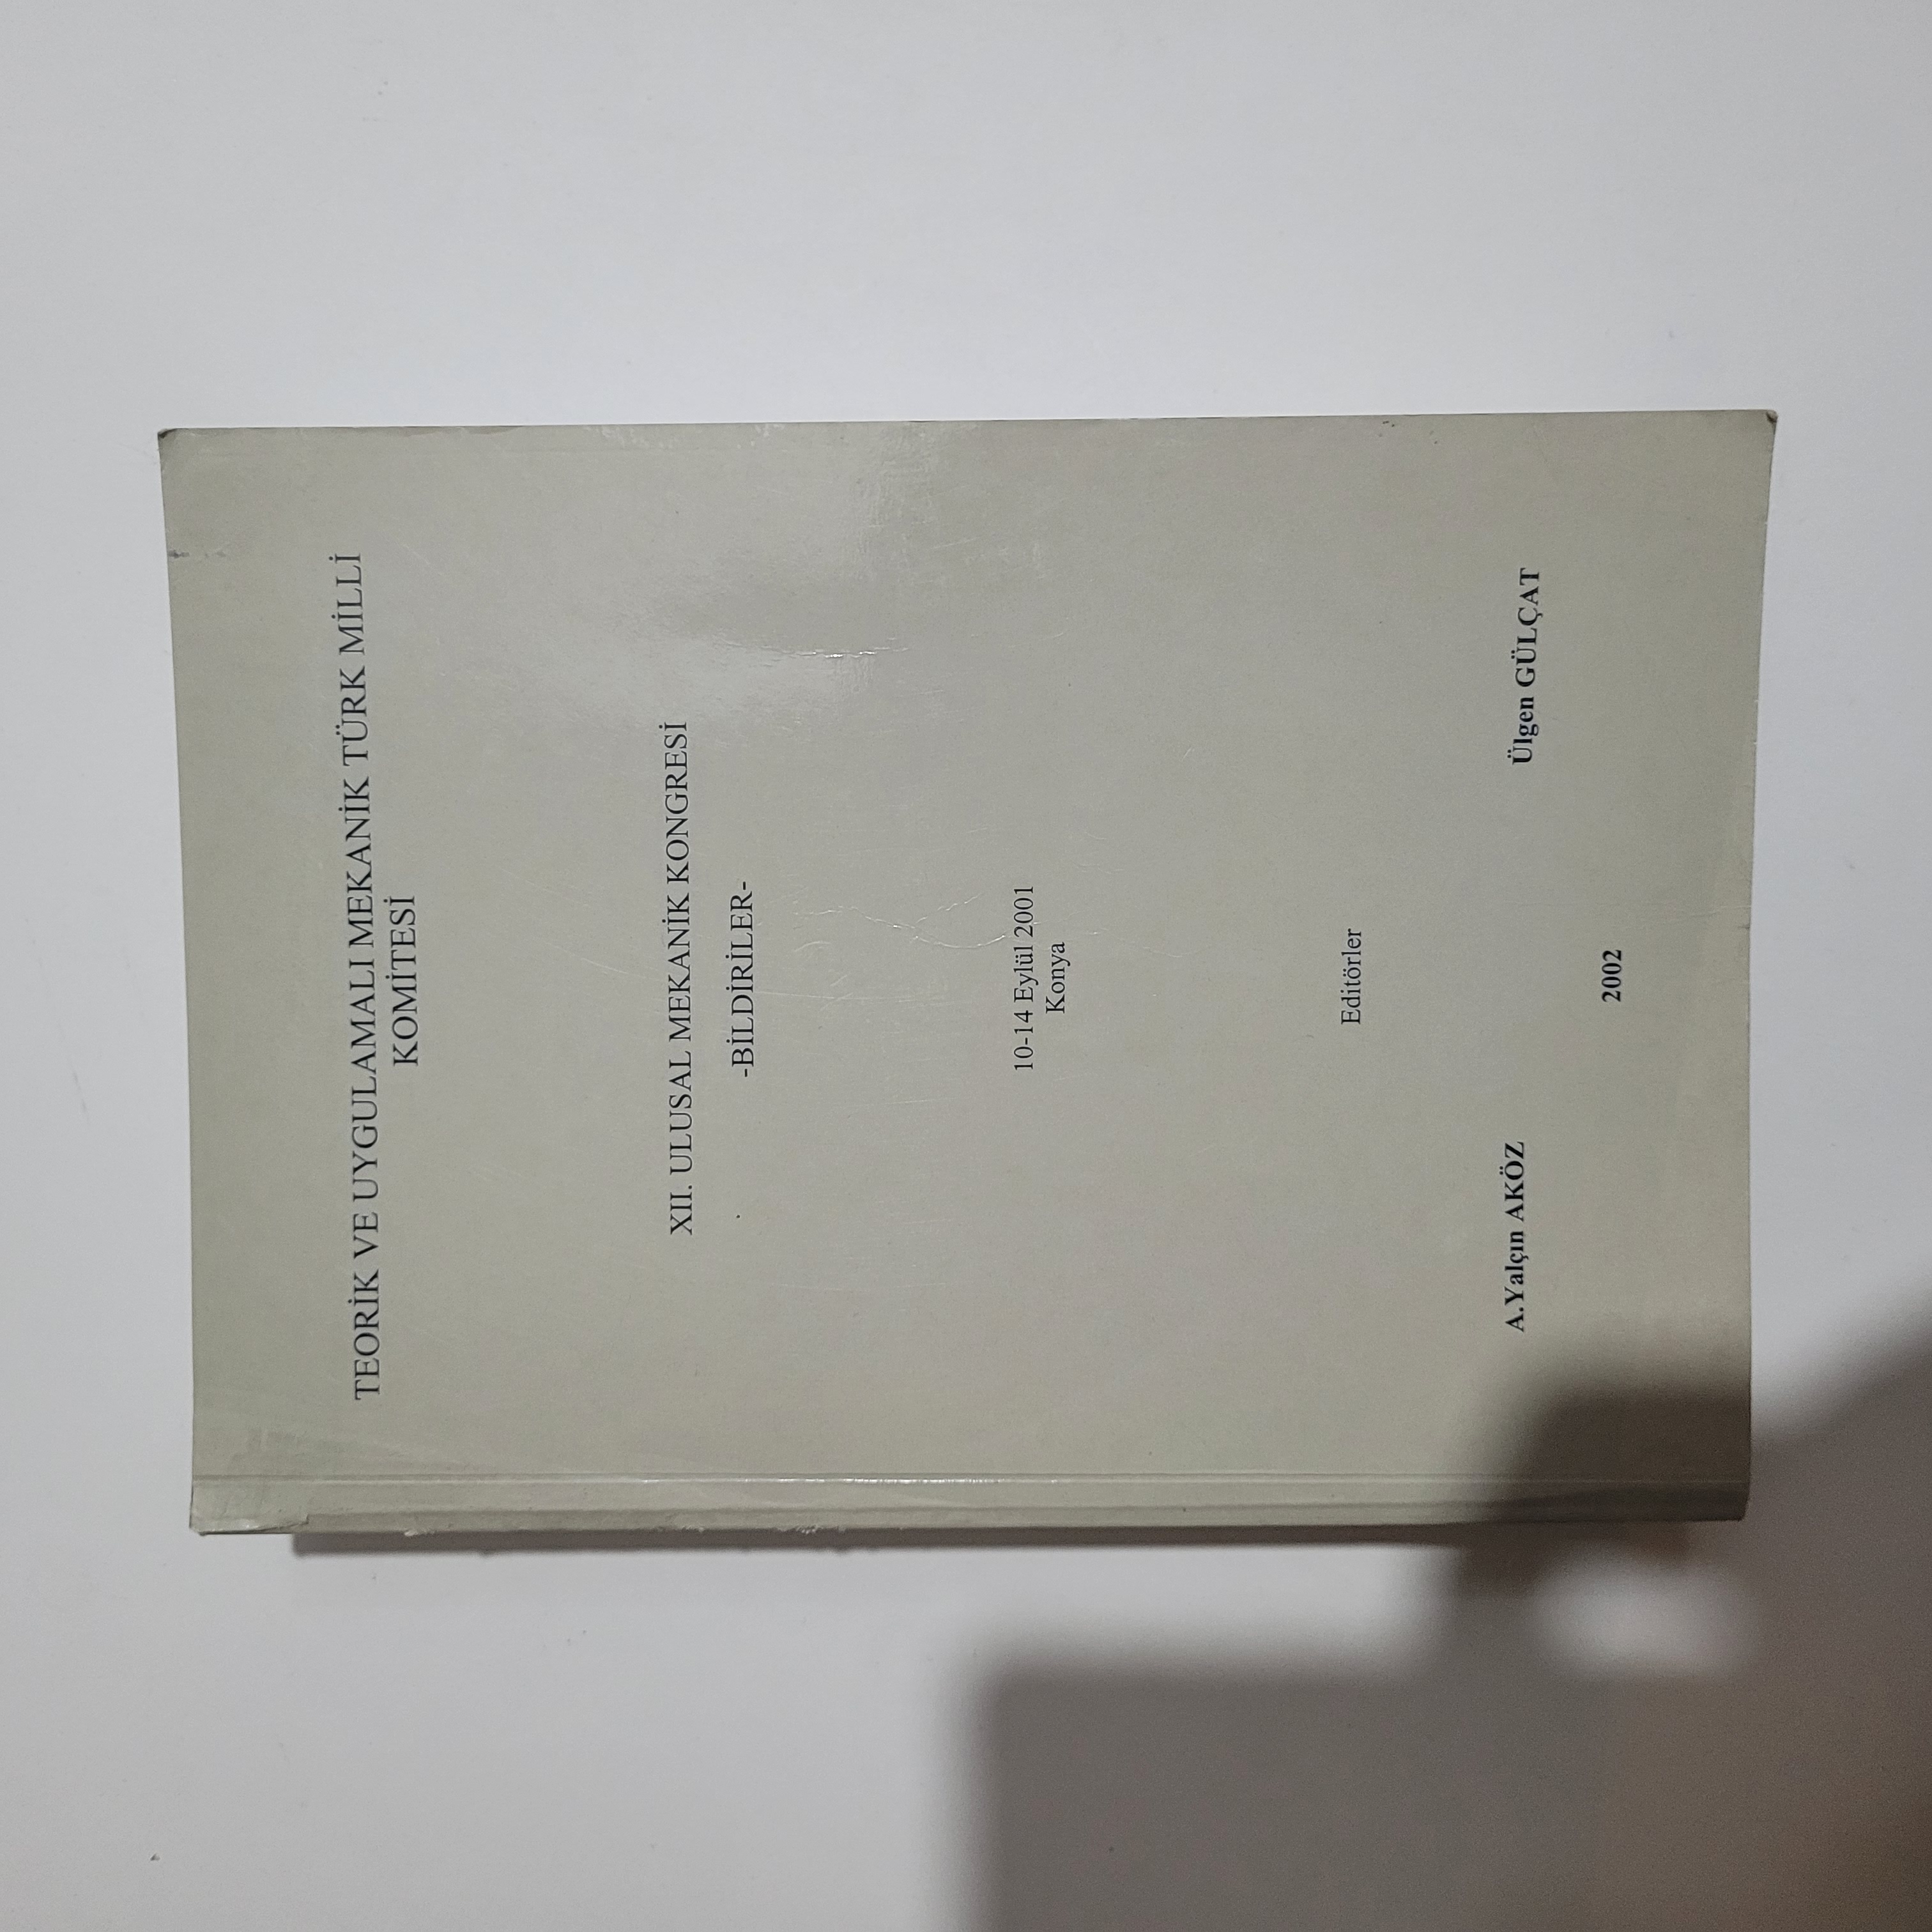 TEORİK VE UYGULAMALI MEKANİK TÜRK MİLLİ
KOMİTESİ
XII. ULUSAL MEKANİK KONGRESİ
-BİLDİRİLER-
10-14 Eylül 2001
Konya
Editörler
A.Yalçın AKÖZ Ülgen GÜLÇAT
2002